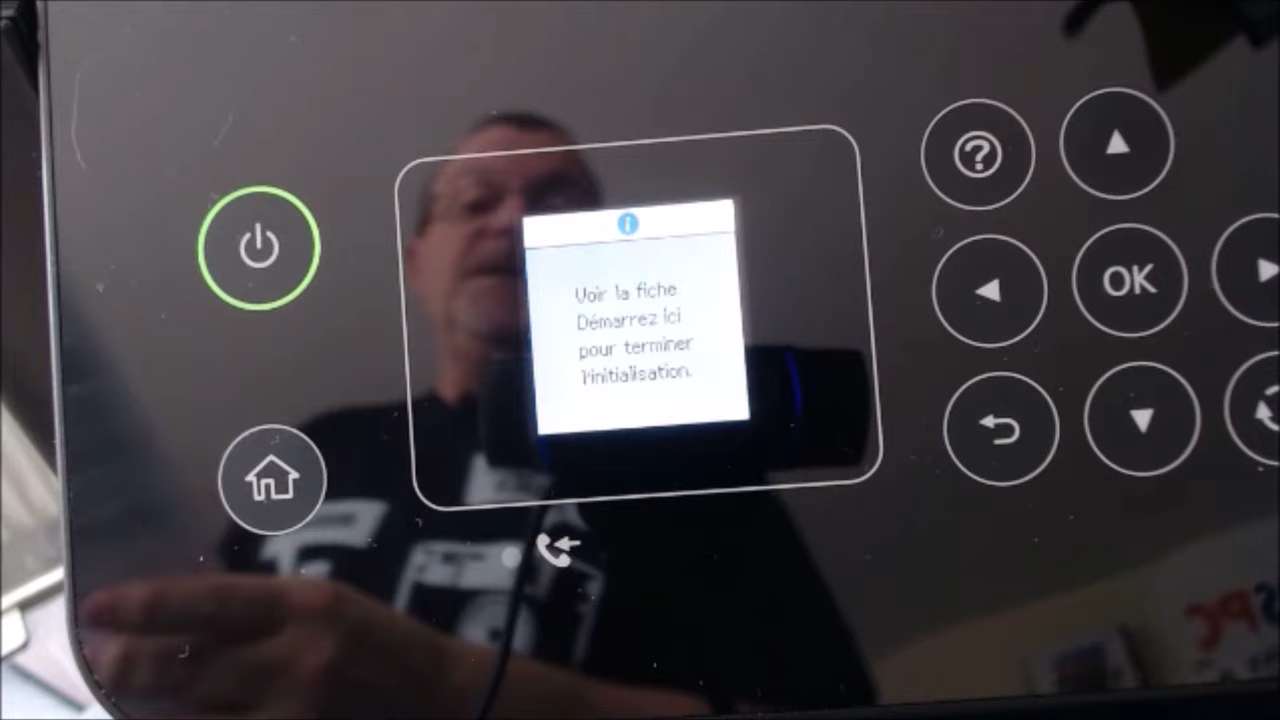 Voir la fiche
Démarrez ici
pour terminer
l'initialisation.
OK